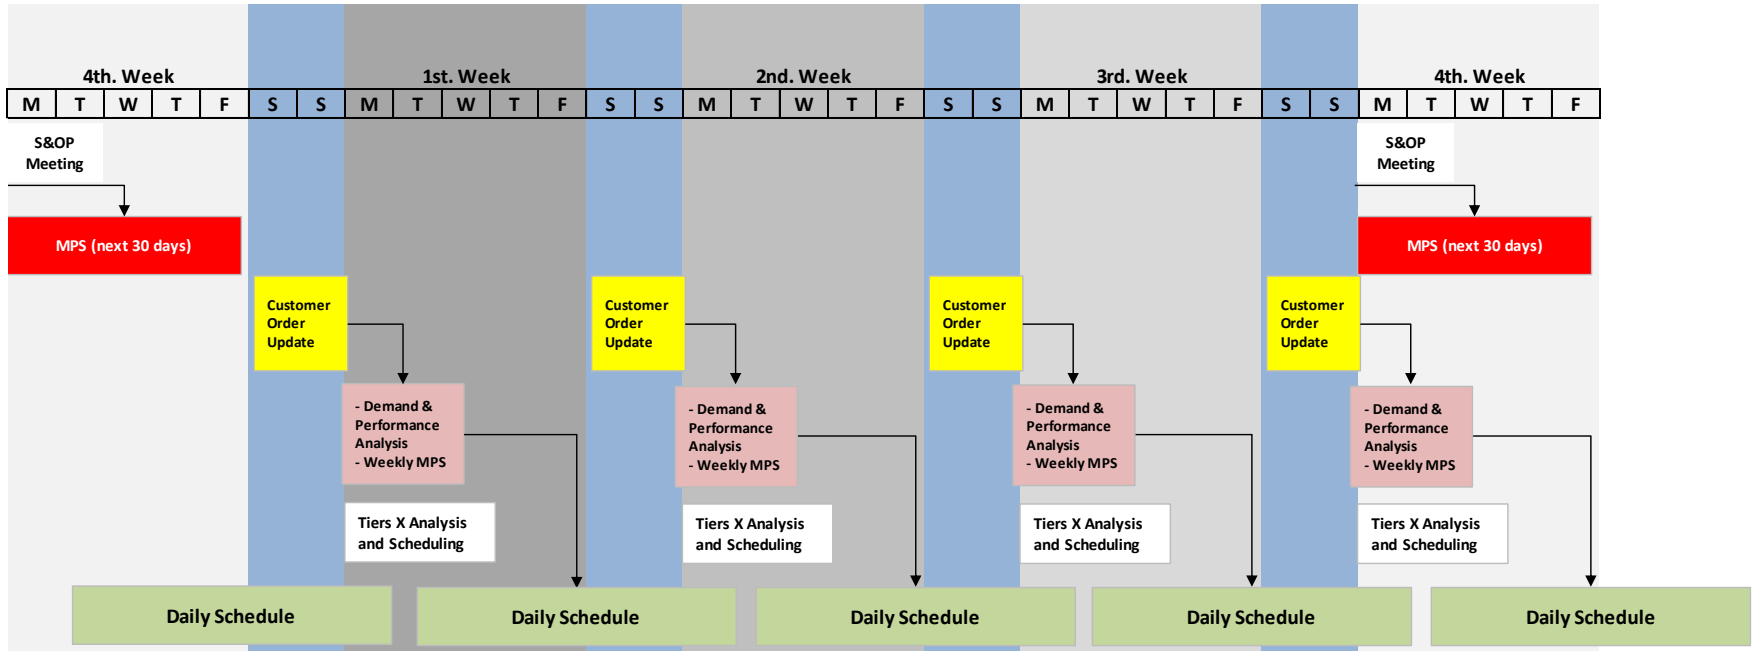 4th. Week 1st. Week 2nd. Week 3rd. Week 4th. Week
M T W T F S S M T W T F S S M T W T F S S M T W T F S S M T W T F
S&OP
Meeting
S&OP
Meeting
MPS (next 30 days)
MPS (next 30 days)
Customer
Order
Update
Customer
Order
Update
Customer
Order
Update
Customer
Order
Update
- Demand &
Performance
Analysis
- Weekly MPS
- Demand &
Performance
Analysis
- Weekly MPS
- Demand &
Performance
Analysis
- Weekly MPS
- Demand &
Performance
Analysis
- Weekly MPS
Tiers X Analysis
and Scheduling
Tiers X Analysis
and Scheduling
Tiers X Analysis
and Scheduling
Tiers X Analysis
and Scheduling
Daily Schedule
Daily Schedule
Daily Schedule
Daily Schedule
Daily Schedule